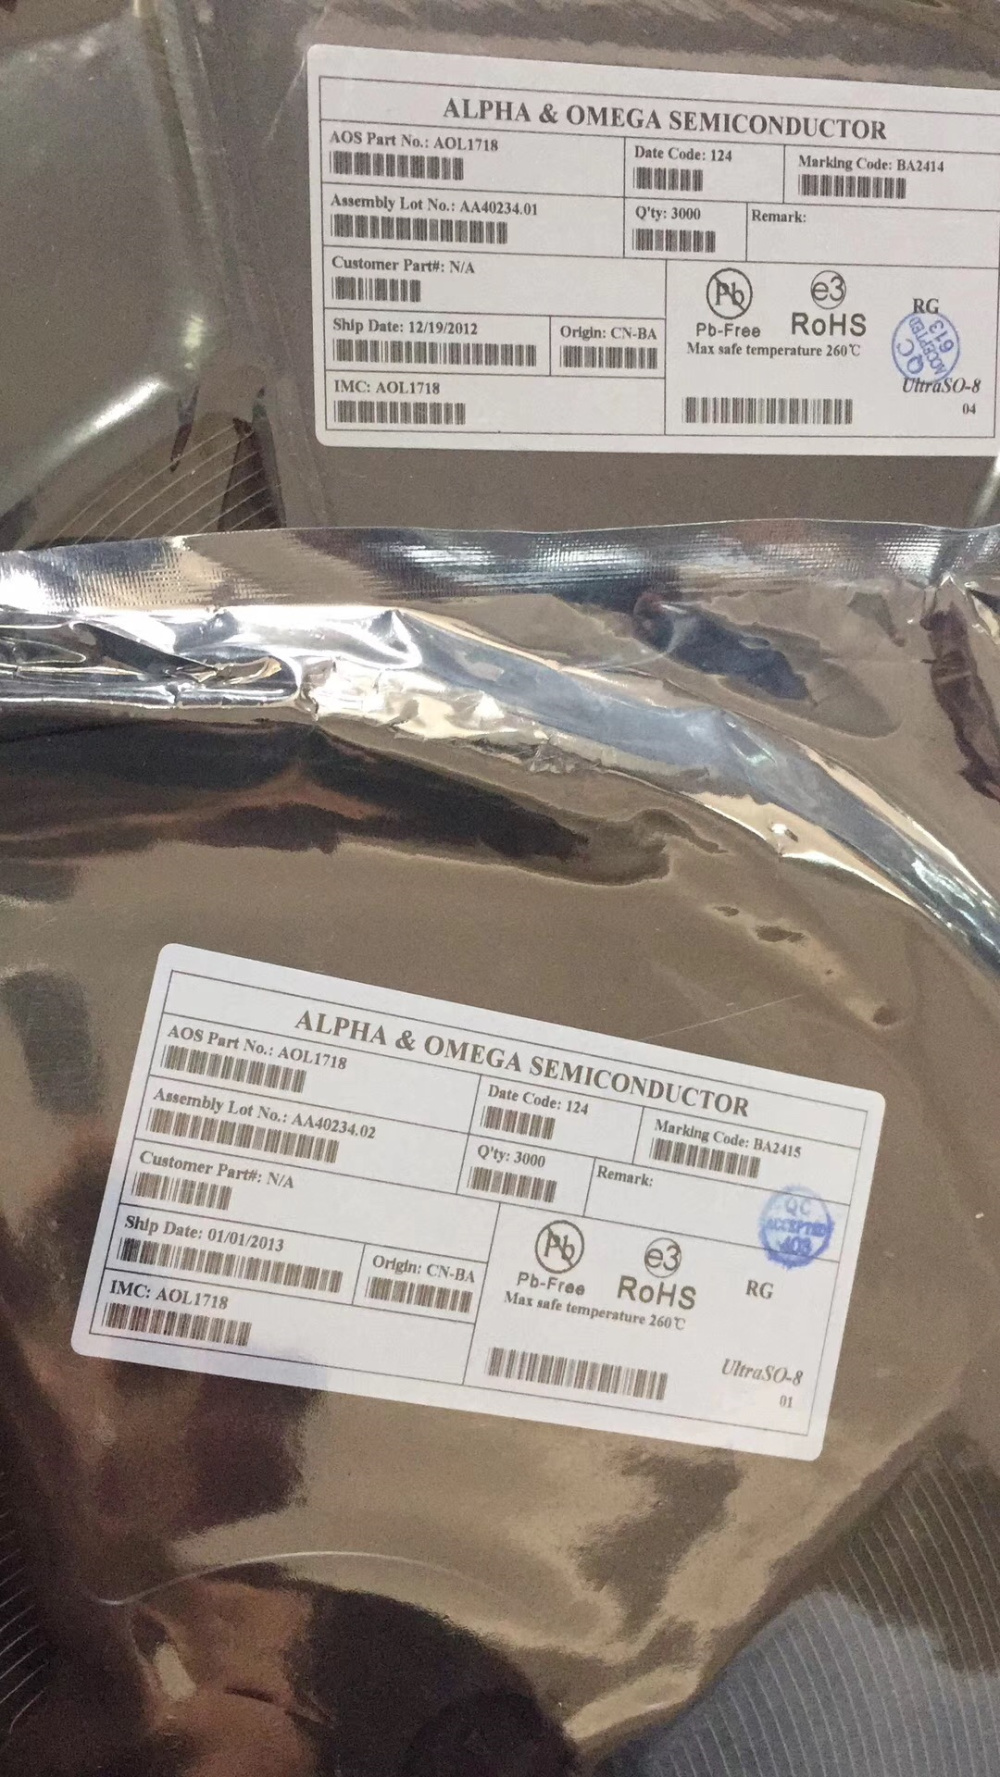 ALPHA & OMEGA SEMICONDUCTOR
AOS Part No.: AOL1718
Date Code: 124
Marking Code: BA2414
Assembly Lot No.: AA40234.01
Q'ty: 3000
Remark:
Customer Part#: N/A
Pb
e3
RG
Pb-Free
RoHS
Max safe temperature 260℃
QC
ACCEPTED
613
Ship Date: 12/19/2012
Origin: CN-BA
IMC: AOL1718
UltraSO-8
04
ALPHA & OMEGA SEMICONDUCTOR
AOS Part No.: AOL1718
Date Code: 124
Marking Code: BA2415
Assembly Lot No.: AA40234.02
Q'ty: 3000
Remark:
Customer Part#: N/A
QC
ACCEPTED
403
Pb
e3
RG
Pb-Free
RoHS
Max safe temperature 260℃
Ship Date: 01/01/2013
Origin: CN-BA
IMC: AOL1718
UltraSO-8
01